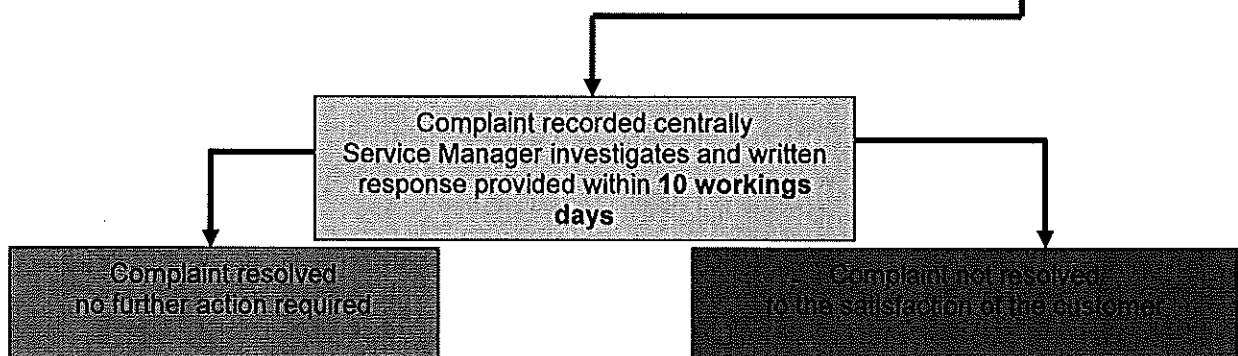 Complaint recorded centrally
Service Manager investigates and written
response provided within 10 workings
days
Complaint resolved
no further action required
Complaint not resolved
to the satisfaction of the customer